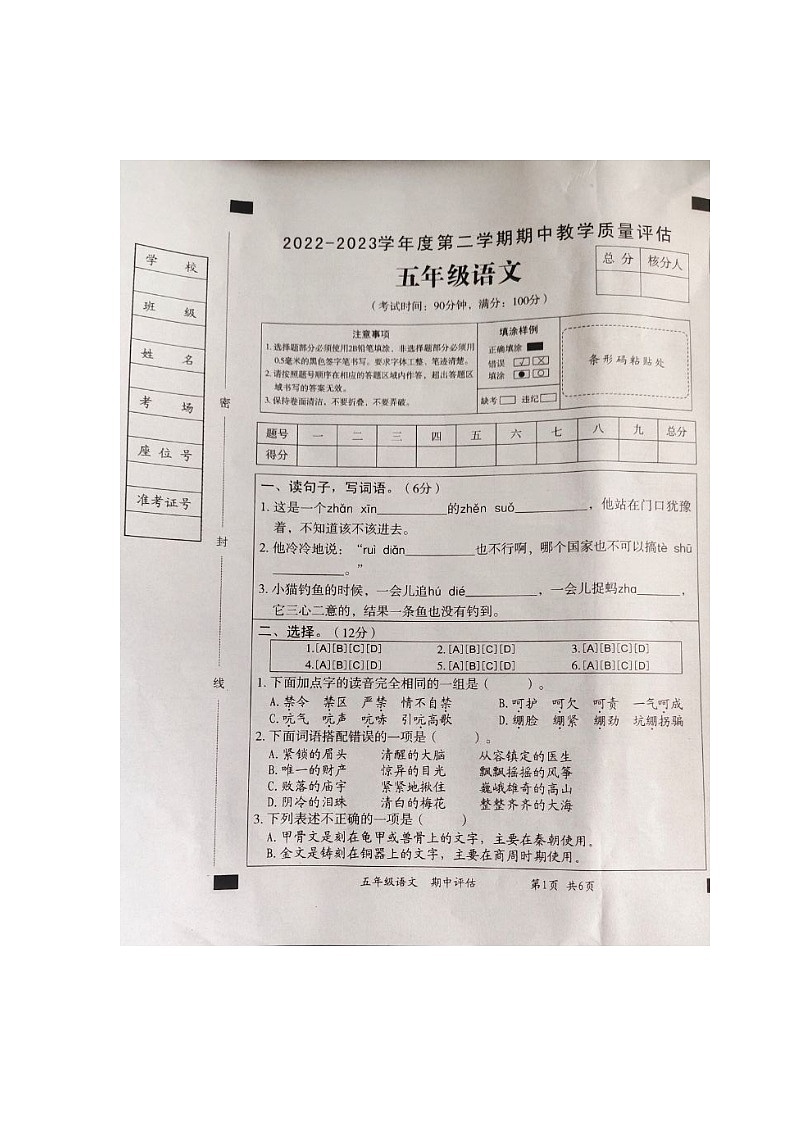 2022-2023学年度第二学期期中教学质量评估
五年级语文
（考试时间：90分钟，满分：100分）
总 分 核分人
学 校
班 级
姓 名
考 场
座 位 号
准考证号
密
封
线
注意事项
1. 选择题部分必须使用2B铅笔填涂，非选择题部分必须用
0.5毫米的黑色签字笔书写，要求字体工整、笔迹清楚。
2. 请按照题号顺序在相应的答题区域内作答，超出答题区
域书写的答案无效。
3. 保持卷面清洁，不要折叠，不要弄破。
填涂样例
正确填涂
错误
填涂
缺考 违纪
条形码粘贴处
题号 一 二 三 四 五 六 七 八 九 总分
得分
一、读句子，写词语。（6分）
1. 这是一个zhǎn xīn__________的zhěn suǒ__________，他站在门口犹豫
着，不知道该不该进去。
2. 他冷冷地说：“ruì diǎn__________也不行啊，哪个国家也不可以搞tè shū
__________。”
3. 小猫钓鱼的时候，一会儿追hú dié__________，一会儿捉蚂zha_______，
它三心二意的，结果一条鱼也没有钓到。
二、选择。（12分）
1.[A][B][C][D] 2.[A][B][C][D] 3.[A][B][C][D]
4.[A][B][C][D] 5.[A][B][C][D] 6.[A][B][C][D]
1. 下面加点字的读音完全相同的一组是（ ）。
A. 禁令 禁区 严禁 情不自禁 B. 呵护 呵欠 呵责 一气呵成
C. 吭气 吭声 吭哧 引吭高歌 D. 绷脸 绷紧 绷劲 坑绷拐骗
2. 下面词语搭配错误的一项是（ ）。
A. 紧锁的眉头 清醒的大脑 从容镇定的医生
B. 唯一的财产 惊异的目光 飘飘摇摇的风筝
C. 败落的庙宇 紧紧地揪住 巍峨雄奇的高山
D. 阴冷的泪珠 清白的梅花 整整齐齐的大海
3. 下列表述不正确的一项是（ ）
A. 甲骨文是刻在龟甲或兽骨上的文字，主要在秦朝使用。
B. 金文是铸刻在铜器上的文字，主要在商周时期使用。
五年级语文 期中评估 第1页 共6页